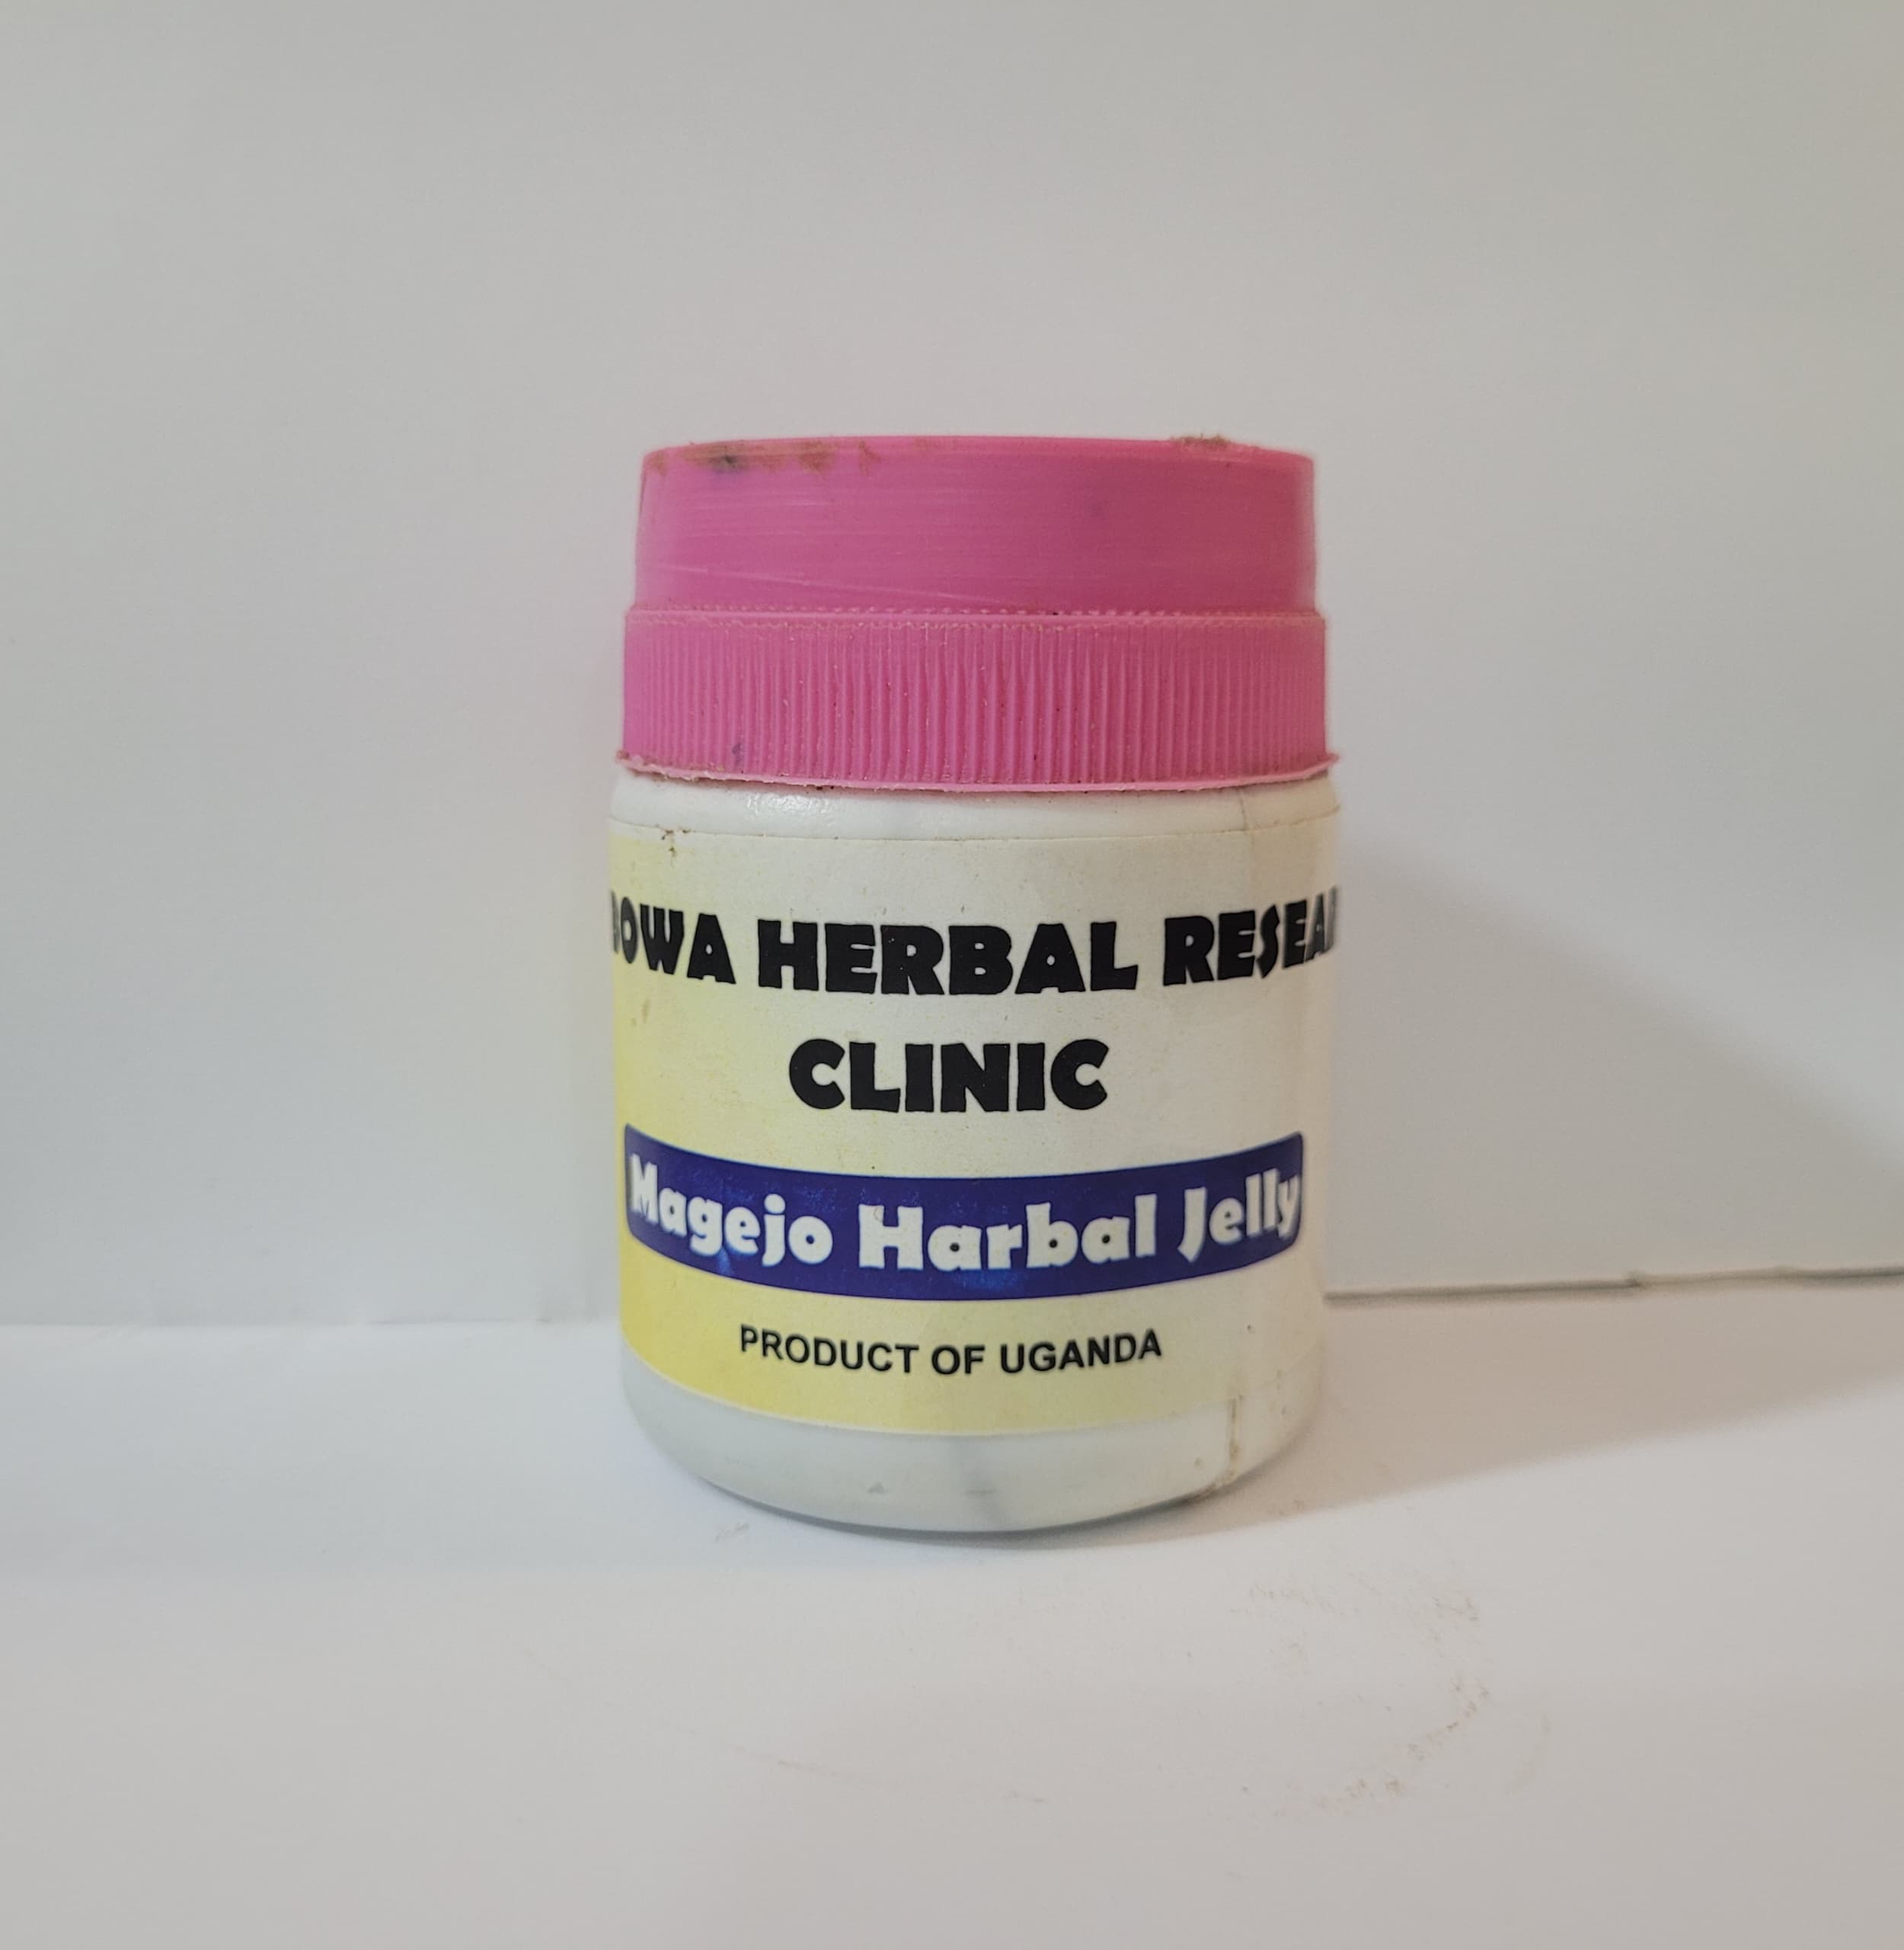 HERBAL
CLINIC
Magejo Harbal Jelly
PRODUCT OF UGANDA